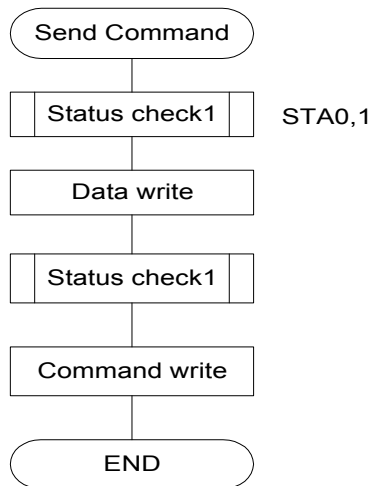 Send Command
Status check1
STA0,1
Data write
Status check1
Command write
END